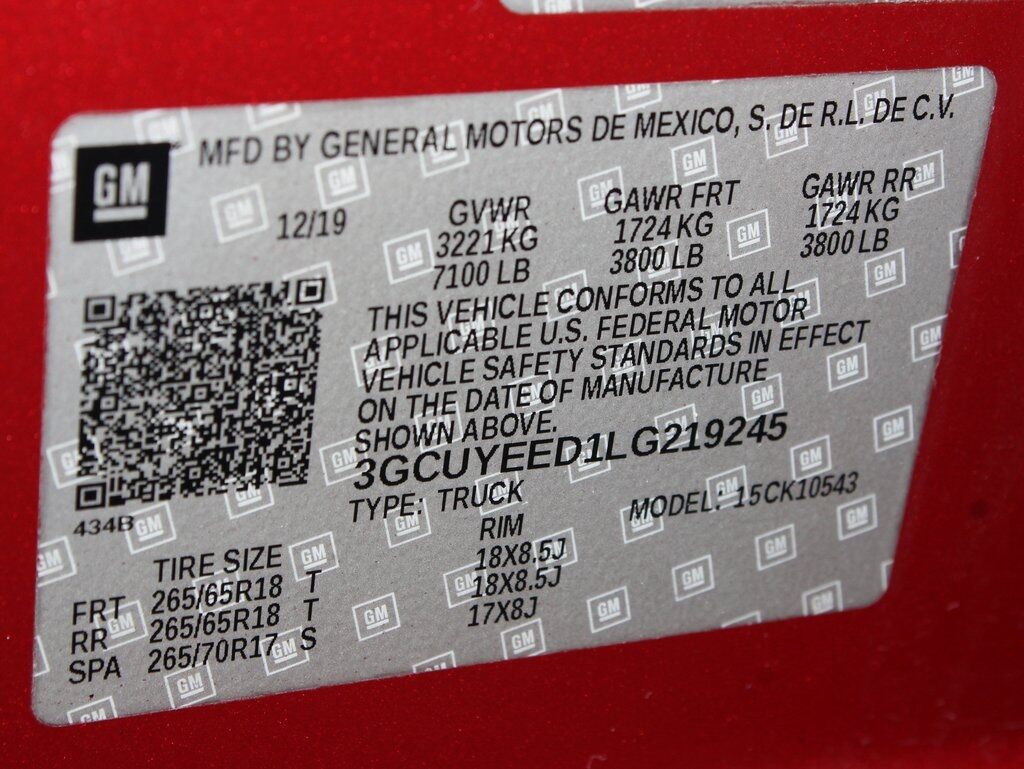 GM
MFD BY GENERAL MOTORS DE MEXICO, S. DE R.L. DE C.V.
12/19
GVWR GAWR FRT GAWR RR
3221 KG 1724 KG 1724 KG
7100 LB 3800 LB 3800 LB
THIS VEHICLE CONFORMS TO ALL
APPLICABLE U.S. FEDERAL MOTOR
VEHICLE SAFETY STANDARDS IN EFFECT
ON THE DATE OF MANUFACTURE
SHOWN ABOVE.
3GCUYEED1LG219245
TYPE: TRUCK MODEL: 15CK10543
434B
TIRE SIZE RIM
FRT 265/65R18 T 18X8.5J
RR 265/65R18 T 18X8.5J
SPA 265/70R17 S 17X8J